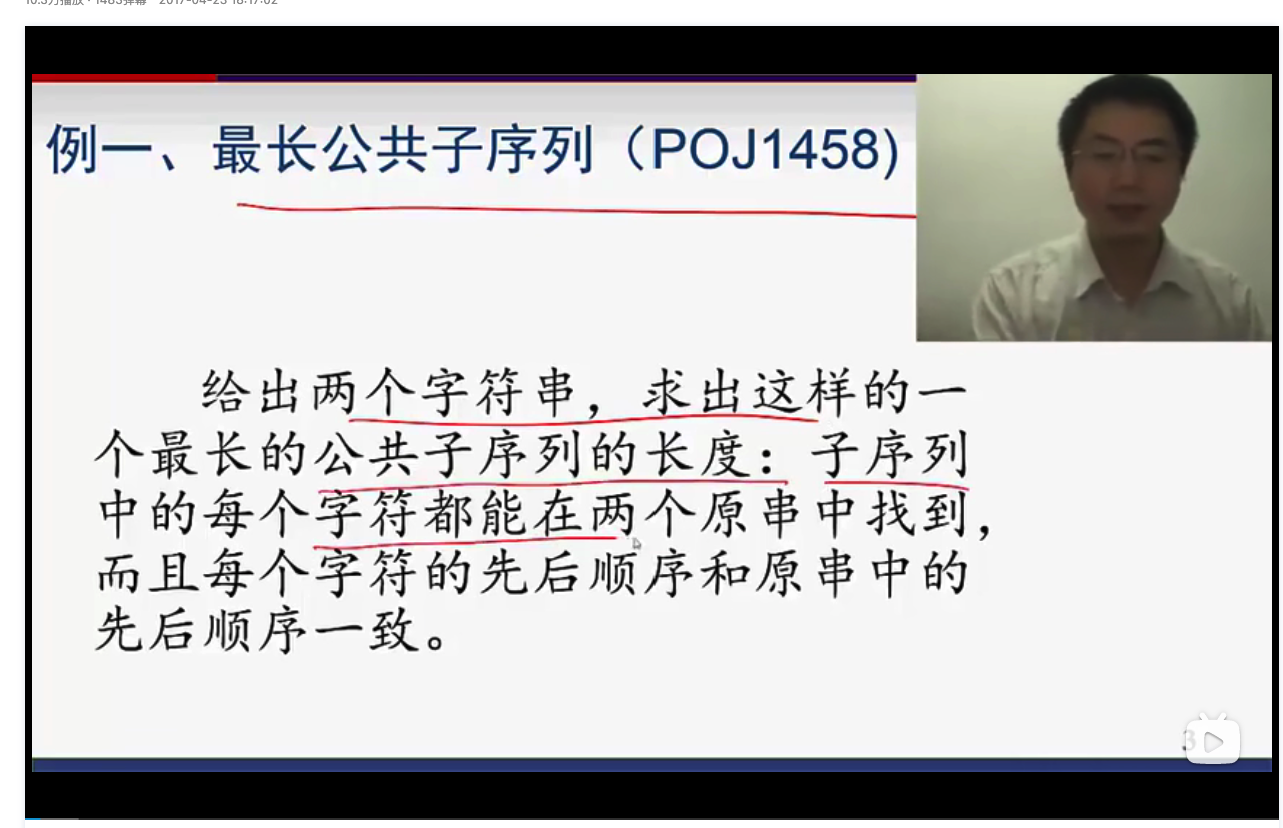 10.3万播放 · 1483弹幕 2017-04-23 18:17:02
例一、最长公共子序列（POJ1458)
给出两个字符串，求出这样的一
个最长的公共子序列的长度：子序列
中的每个字符都能在两个原串中找到，
而且每个字符的先后顺序和原串中的
先后顺序一致。
3